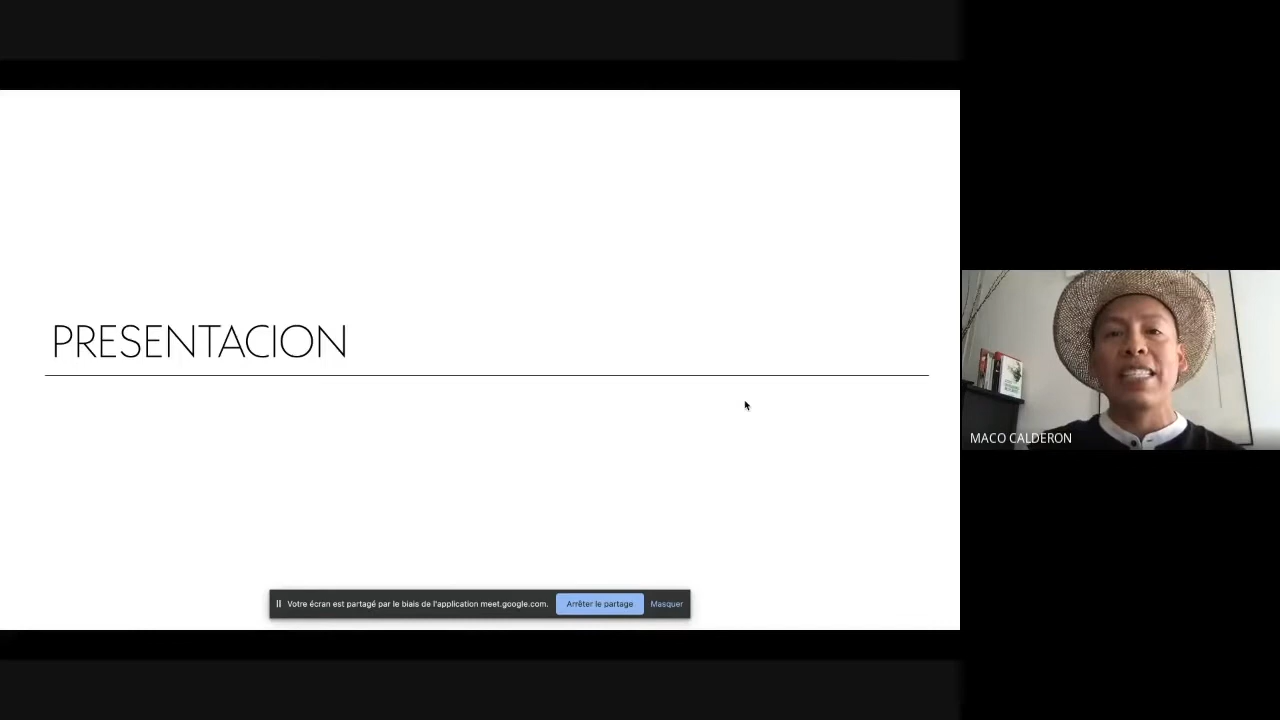 PRESENTACION
MACO CALDERON
Votre écran est partagé par le biais de l'application meet.google.com. Arrêter le partage Masquer